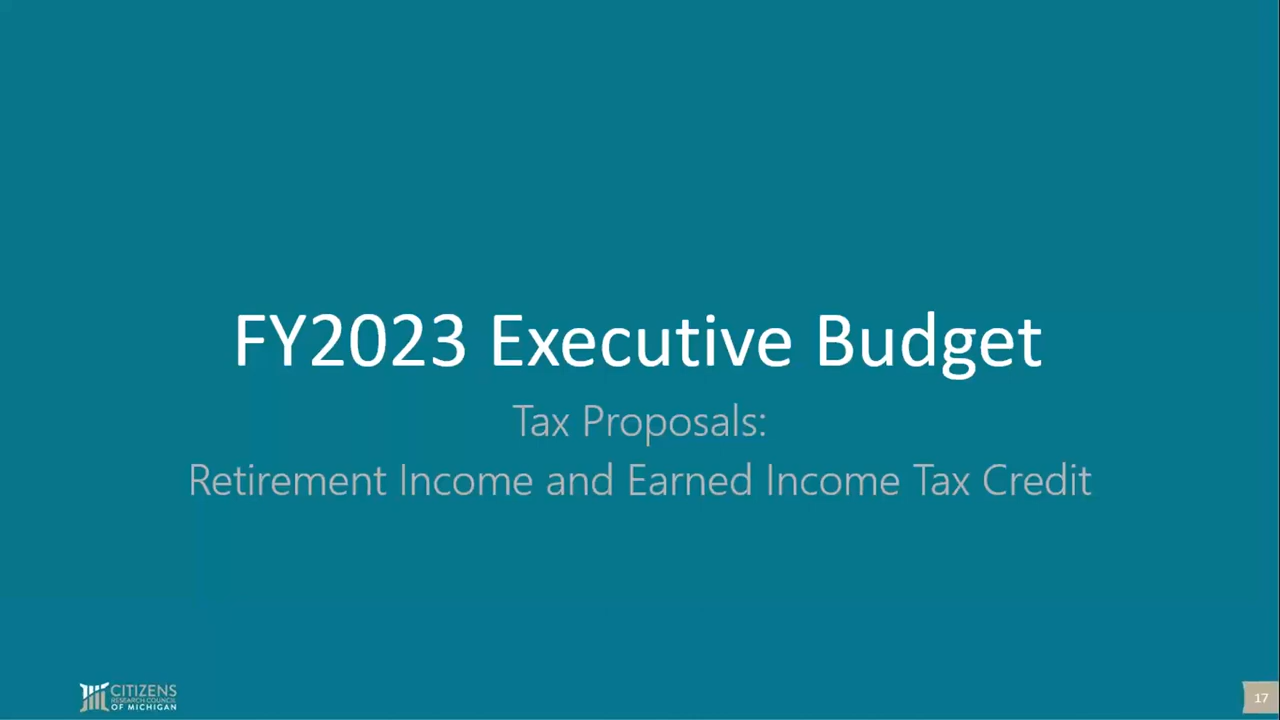 FY2023 Executive Budget
Tax Proposals:
Retirement Income and Earned Income Tax Credit
CITIZENS
RESEARCH COUNCIL
OF MICHIGAN
17